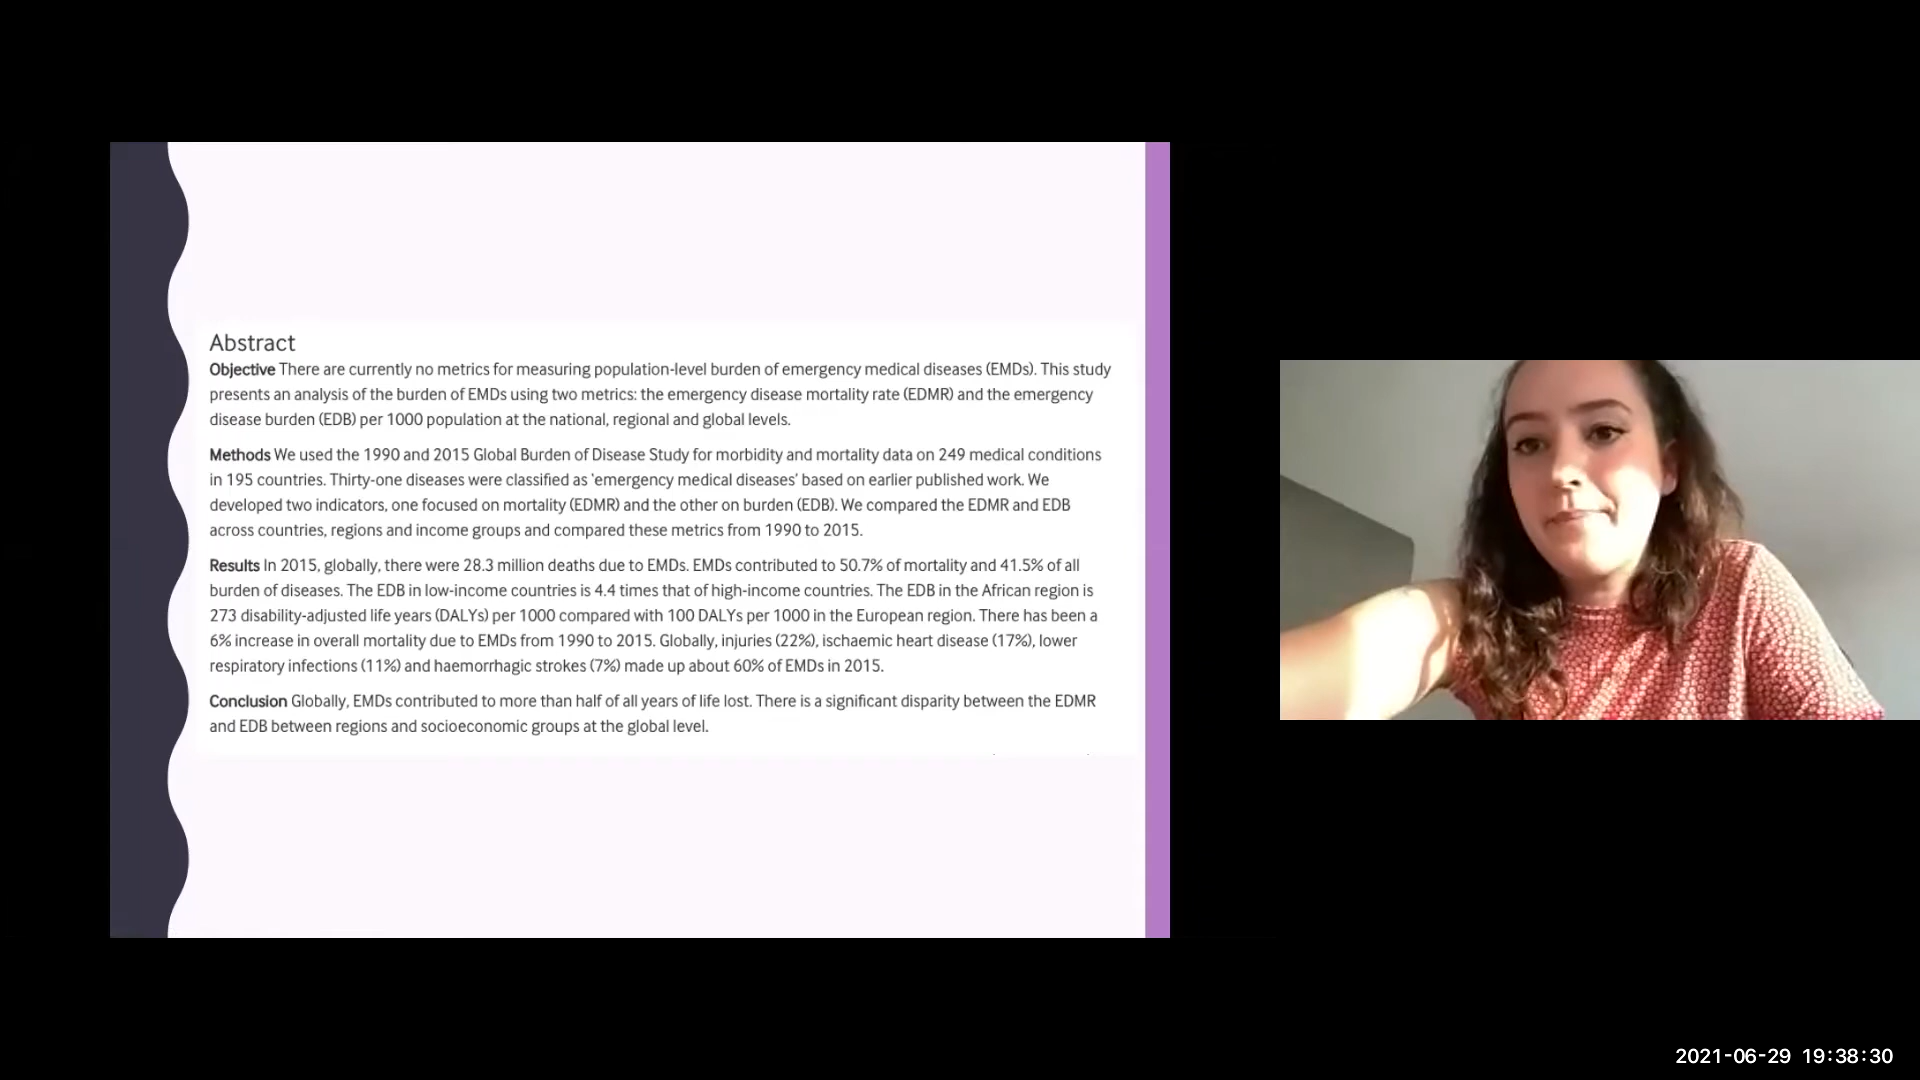 Abstract
Objective There are currently no metrics for measuring population-level burden of emergency medical diseases (EMDs). This study
presents an analysis of the burden of EMDs using two metrics: the emergency disease mortality rate (EDMR) and the emergency
disease burden (EDB) per 1000 population at the national, regional and global levels.
Methods We used the 1990 and 2015 Global Burden of Disease Study for morbidity and mortality data on 249 medical conditions
in 195 countries. Thirty-one diseases were classified as 'emergency medical diseases' based on earlier published work. We
developed two indicators, one focused on mortality (EDMR) and the other on burden (EDB). We compared the EDMR and EDB
across countries, regions and income groups and compared these metrics from 1990 to 2015.
Results In 2015, globally, there were 28.3 million deaths due to EMDs. EMDs contributed to 50.7% of mortality and 41.5% of all
burden of diseases. The EDB in low-income countries is 4.4 times that of high-income countries. The EDB in the African region is
273 disability-adjusted life years (DALYs) per 1000 compared with 100 DALYs per 1000 in the European region. There has been a
6% increase in overall mortality due to EMDs from 1990 to 2015. Globally, injuries (22%), ischaemic heart disease (17%), lower
respiratory infections (11%) and haemorrhagic strokes (7%) made up about 60% of EMDs in 2015.
Conclusion Globally, EMDs contributed to more than half of all years of life lost. There is a significant disparity between the EDMR
and EDB between regions and socioeconomic groups at the global level.
2021-06-29 19:38:30